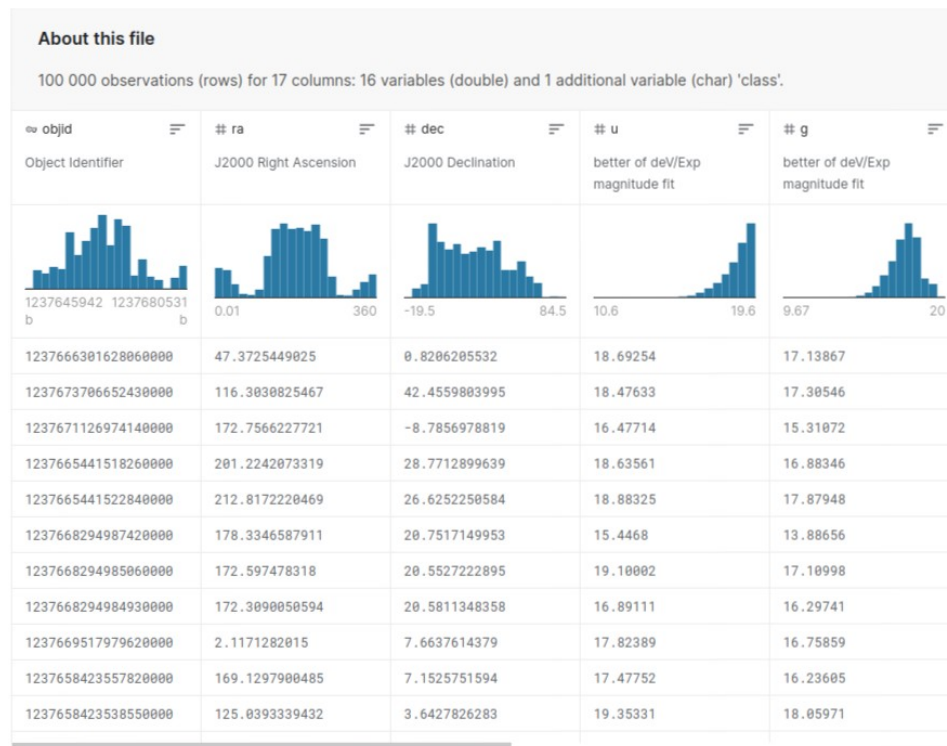 About this file
100 000 observations (rows) for 17 columns: 16 variables (double) and 1 additional variable (char) 'class'.
objid # ra # dec # u # g
Object Identifier J2000 Right Ascension J2000 Declination better of deV/Exp better of deV/Exp
magnitude fit magnitude fit
1237645942 1237680531 0.01 360 -19.5 84.5 10.6 19.6 9.67 20
b b
1237666301628060000 47.3725449025 0.8206205532 18.69254 17.13867
1237673706652430000 116.3030825467 42.4559803995 18.47633 17.30546
1237671126974140000 172.7566227721 -8.7856978819 16.47714 15.31072
1237665441518260000 201.2242073319 28.7712899639 18.63561 16.88346
1237665441522840000 212.8172220469 26.6252250584 18.88325 17.87948
1237668294987420000 178.3346587911 20.7517149953 15.4468 13.88656
1237668294985060000 172.597478318 20.5527222895 19.10002 17.10998
1237668294984930000 172.3090050594 20.5811348358 16.89111 16.29741
1237669517979620000 2.1171282015 7.6637614379 17.82389 16.75859
1237658423557820000 169.1297900485 7.1525751594 17.47752 16.23605
1237658423538550000 125.0393339432 3.6427826283 19.35331 18.05971